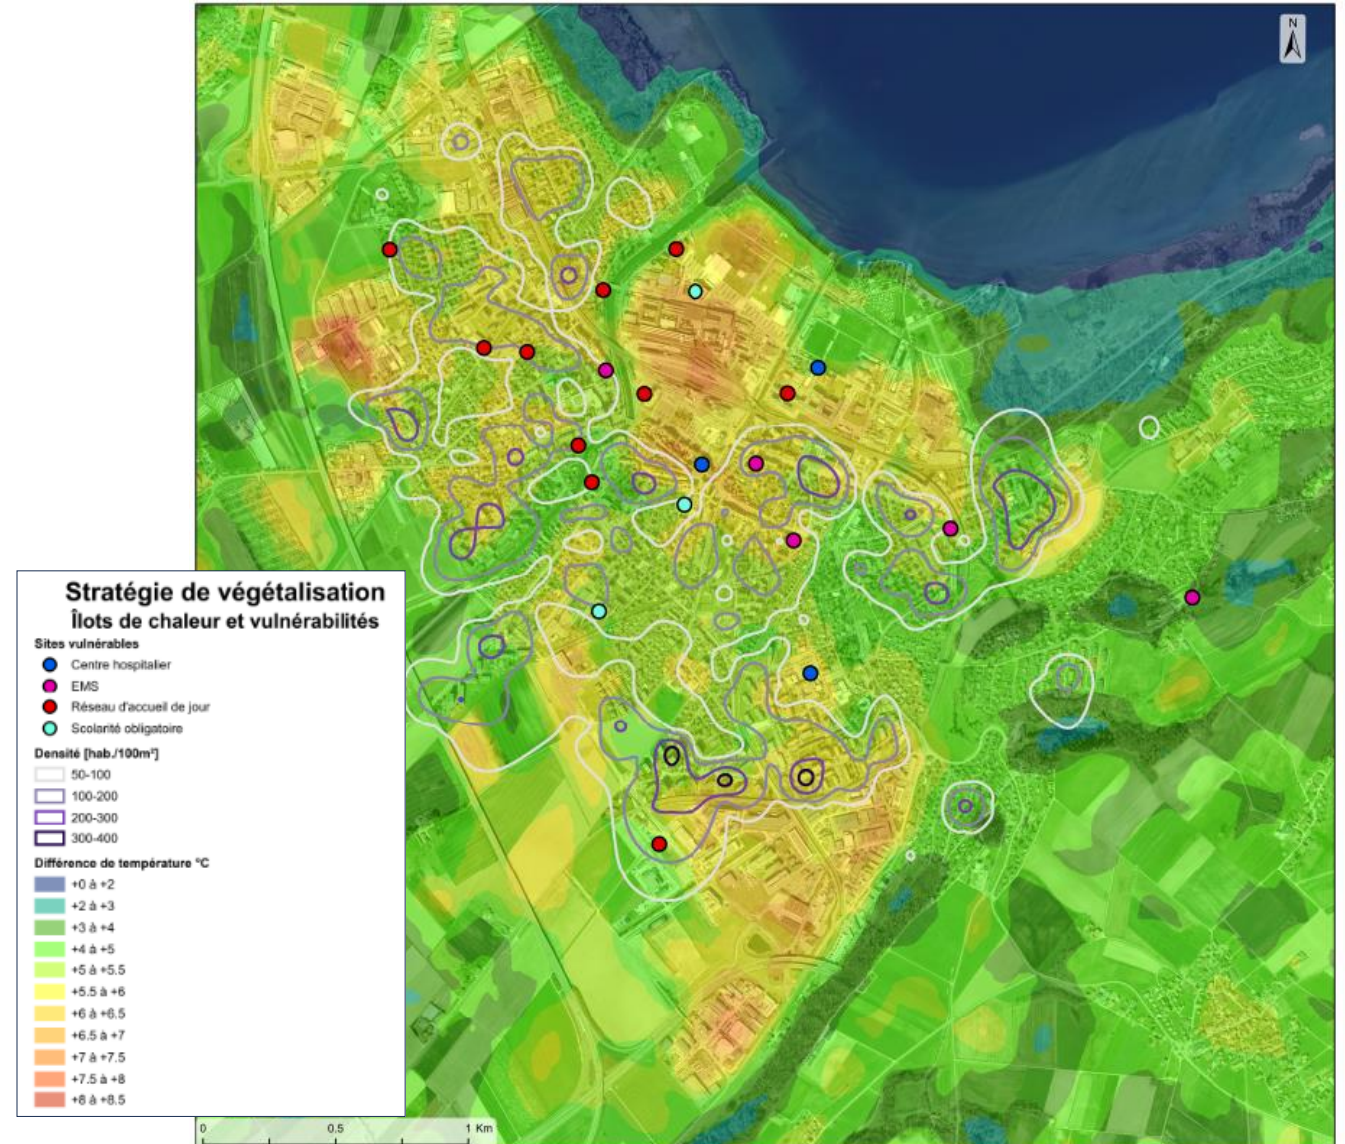 N
Stratégie de végétalisation
Îlots de chaleur et vulnérabilités
Sites vulnérables
Centre hospitalier
EMS
Réseau d'accueil de jour
Scolarité obligatoire
Densité [hab./100m²]
50-100
100-200
200-300
300-400
Différence de température °C
+0 à +2
+2 à +3
+3 à +4
+4 à +5
+5 à +5.5
+5.5 à +6
+6 à +6.5
+6.5 à +7
+7 à +7.5
+7.5 à +8
+8 à +8.5
0 0.5 1 Km